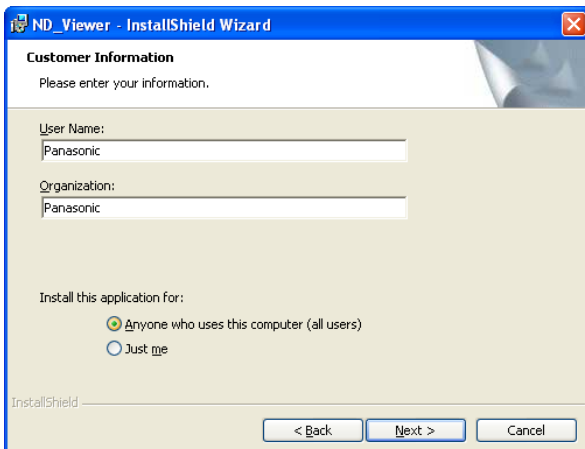 ND_Viewer - InstallShield Wizard
Customer Information
Please enter your information.
User Name:
Panasonic
Organization:
Panasonic
Install this application for:
Anyone who uses this computer (all users)
Just me
InstallShield
< Back Next > Cancel